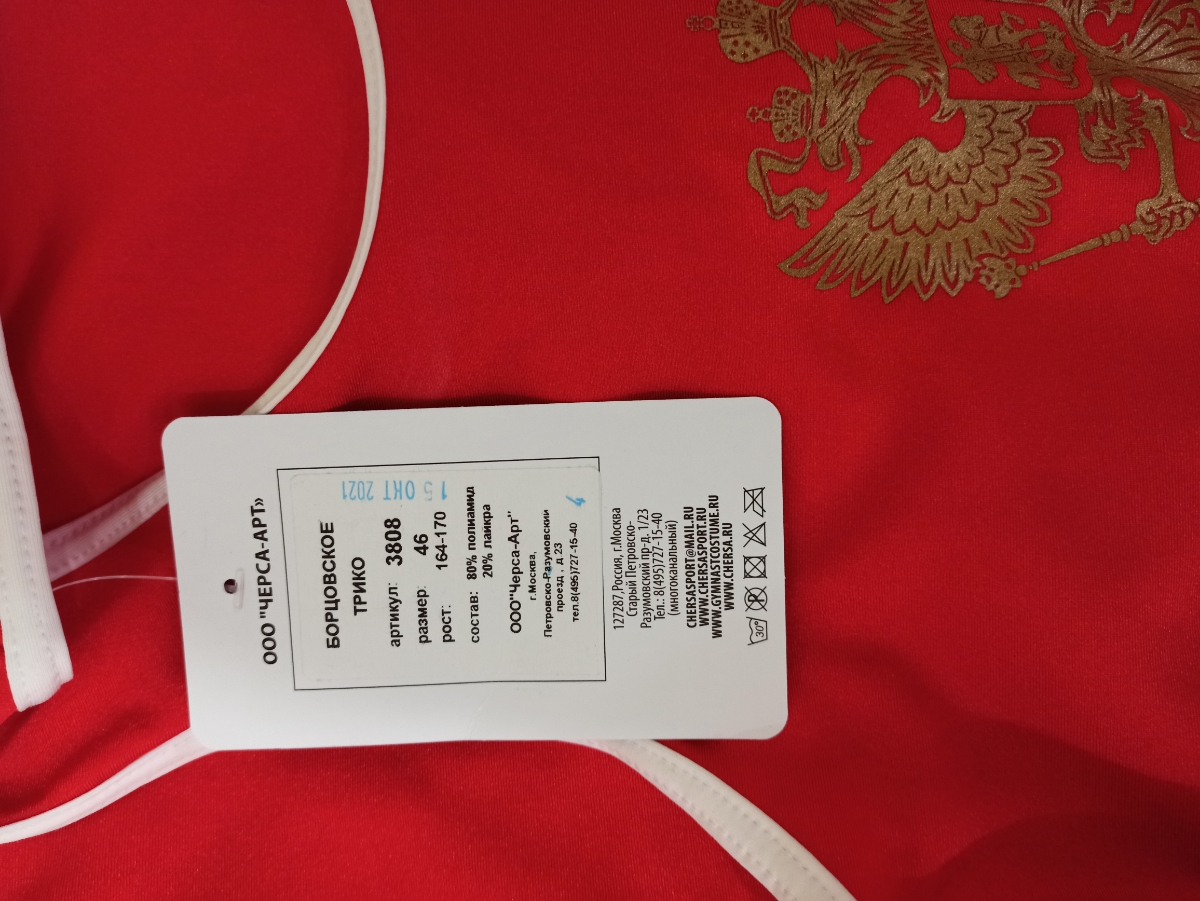 ООО "ЧЕРСА-АРТ»
15 ОКТ 2021
БОРЦОВСКОЕ
ТРИКО
артикул: 3808
размер: 46
рост: 164-170
состав: 80% полиамид
20% лайкра
ООО"Черса-Арт"
г.Москва,
Петровско-Разумовский
проезд , д 23
тел.8(495)727-15-40
4
127287,Россия, г.Москва
Старый Петровско-
Разумовский пр-д, 1/23
Тел.: 8(495)727-15-40
(многоканальный)
CHERSASPORT@MAIL.RU
WWW.CHERSASPORT.RU
WWW.GYMNASTCOSTUME.RU
WWW.CHERSA.RU
30°